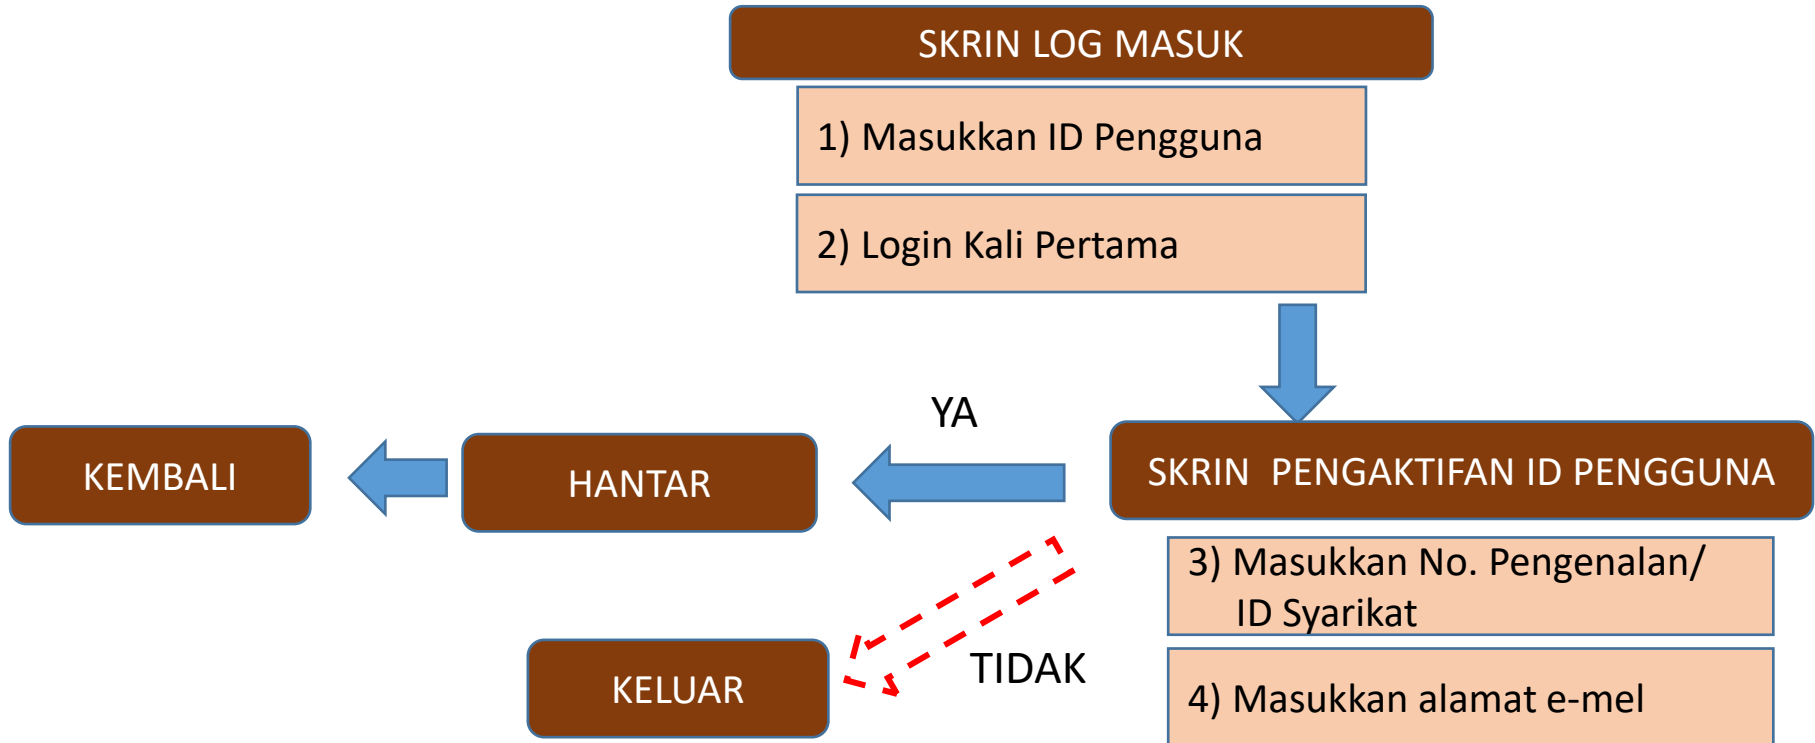 SKRIN LOG MASUK
1) Masukkan ID Pengguna
2) Login Kali Pertama
YA
KEMBALI
HANTAR
SKRIN PENGAKTIFAN ID PENGGUNA
3) Masukkan No. Pengenalan/
ID Syarikat
KELUAR
TIDAK
4) Masukkan alamat e-mel